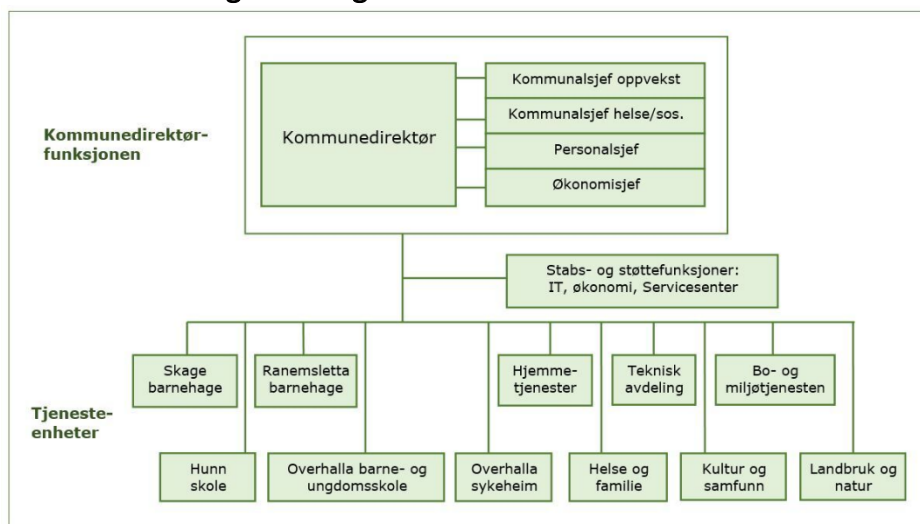 Kommunedirektør-
funksjonen
Kommunedirektør
Kommunalsjef oppvekst
Kommunalsjef helse/sos.
Personalsjef
Økonomisjef
Stabs- og støttefunksjoner:
IT, økonomi, Servicesenter
Tjeneste-
enheter
Skage
barnehage
Ranemsletta
barnehage
Hjemme-
tjenester
Teknisk
avdeling
Bo- og
miljøtjenesten
Hunn
skole
Overhalla barne- og
ungdomsskole
Overhalla
sykeheim
Helse og
familie
Kultur og
samfunn
Landbruk og
natur